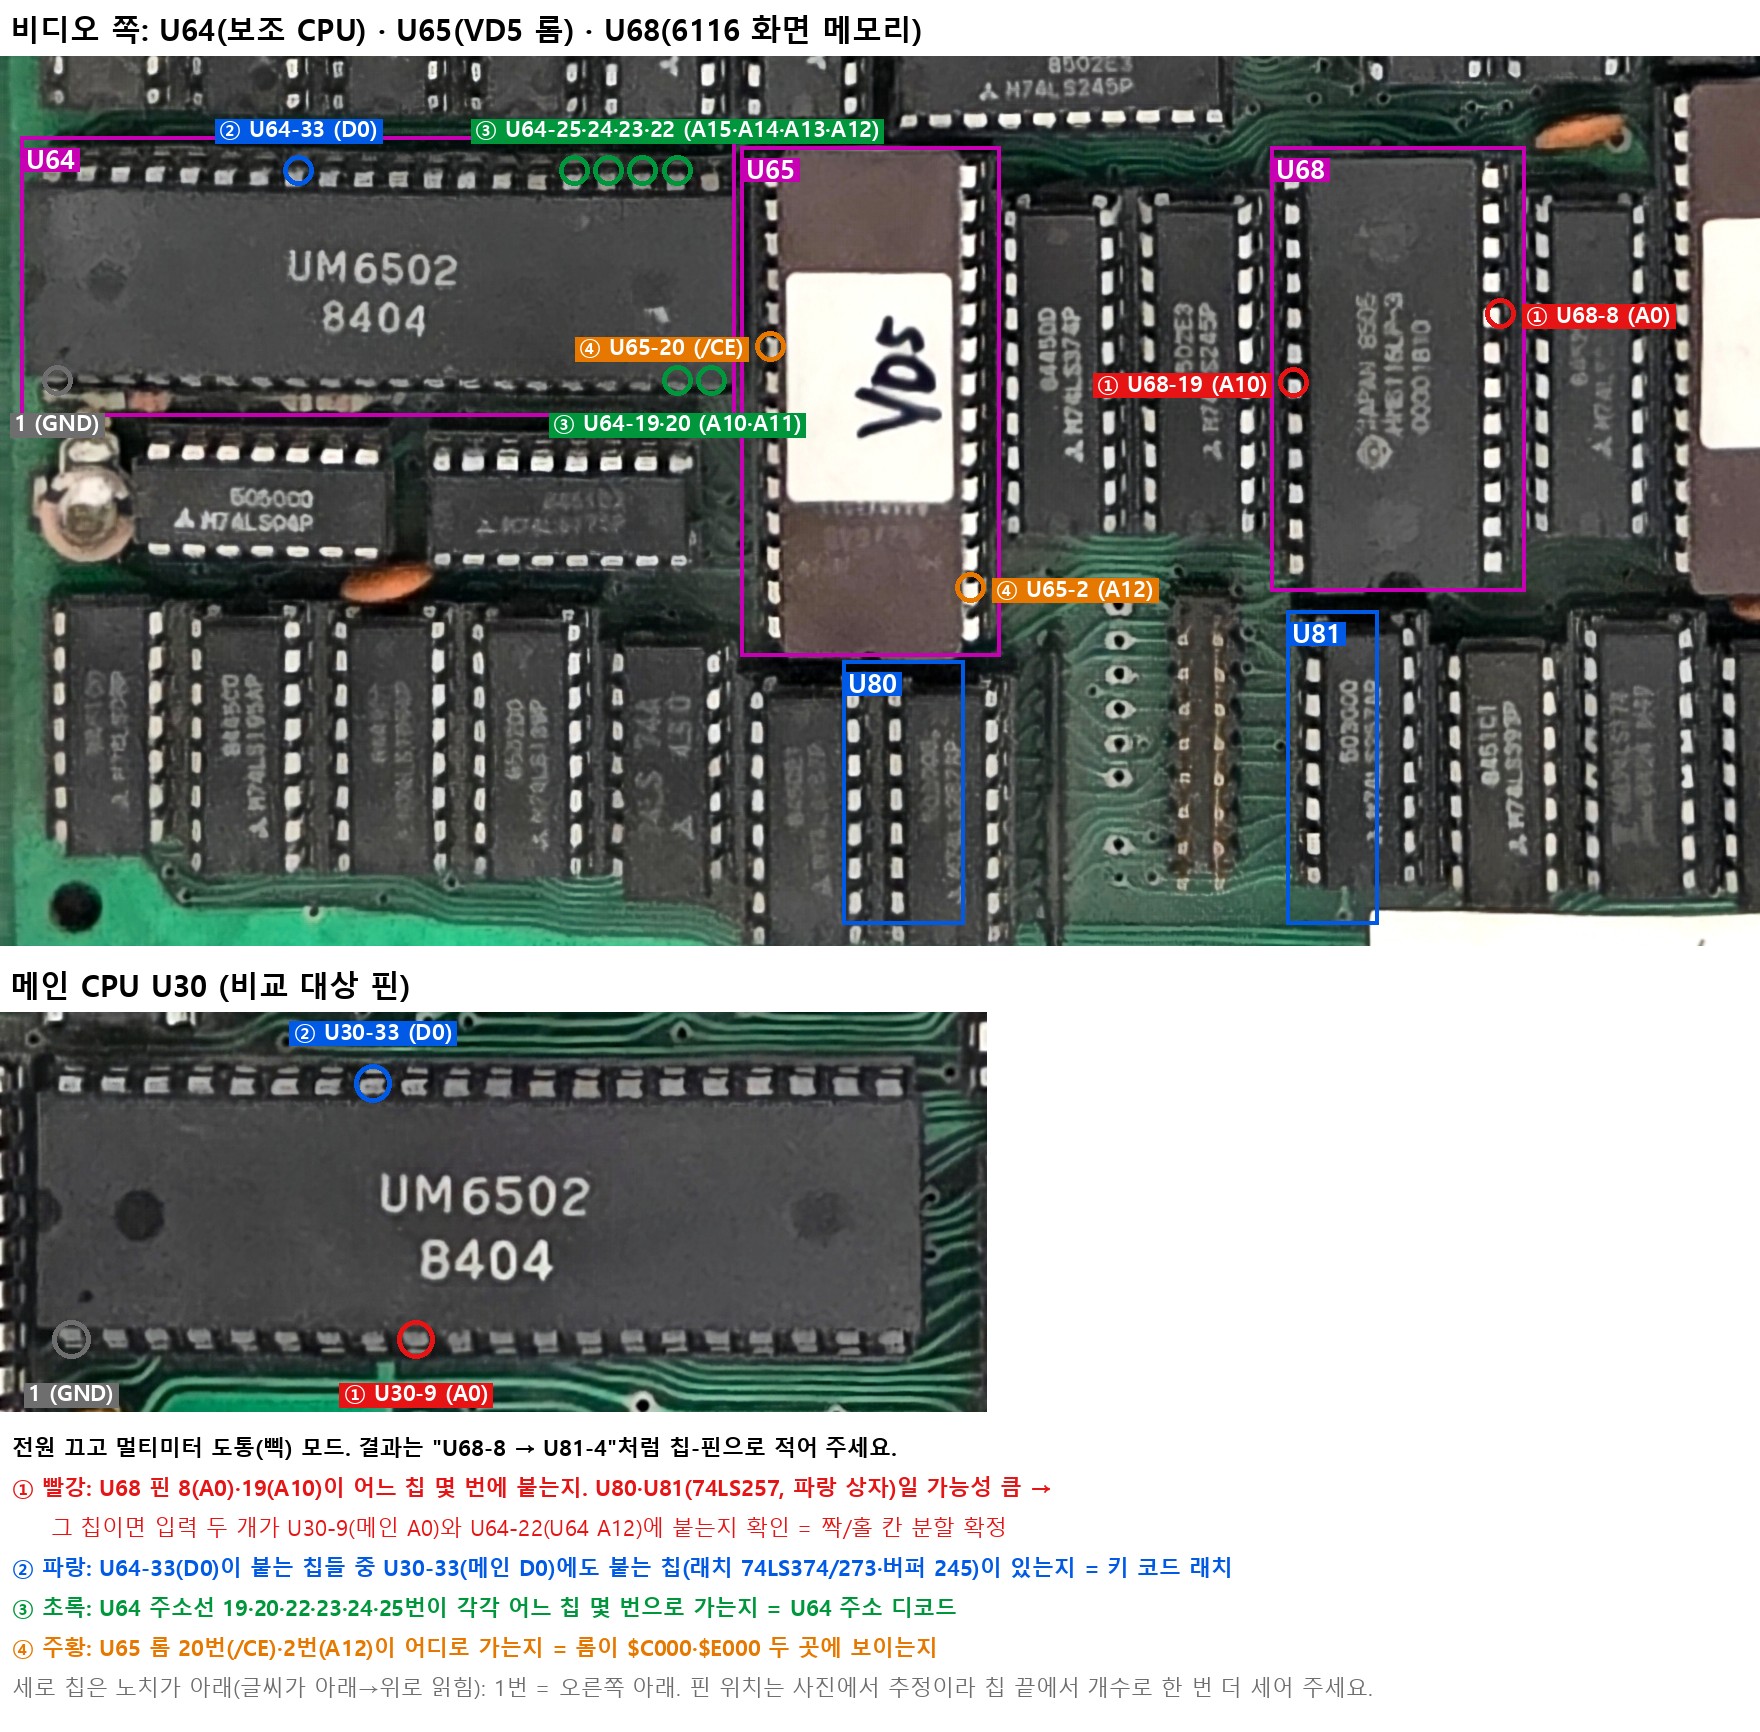 비디오 쪽: U64(보조 CPU) · U65(VD5 롬) · U68(6116 화면 메모리)
8502E3
M74LS245P
② U64-33 (D0)
③ U64-25·24·23·22 (A15·A14·A13·A12)
U64
U65
U68
UM6502
8404
④ U65-20 (/CE)
VD5
8445D0
M74LS374P
① U68-8 (A0)
① U68-19 (A10)
JAPAN 8505
HM6116LP-3
1 (GND)
③ U64-19·20 (A10·A11)
M74LS04P
④ U65-2 (A12)
U81
U80
8445C0
M74LS195AP
8461C1
M74LS393P
메인 CPU U30 (비교 대상 핀)
② U30-33 (D0)
UM6502
8404
1 (GND)
① U30-9 (A0)
전원 끄고 멀티미터 도통(삑) 모드. 결과는 "U68-8 → U81-4"처럼 칩-핀으로 적어 주세요.
① 빨강: U68 핀 8(A0)·19(A10)이 어느 칩 몇 번에 붙는지. U80·U81(74LS257, 파랑 상자)일 가능성 큼 →
그 칩이면 입력 두 개가 U30-9(메인 A0)와 U64-22(U64 A12)에 붙는지 확인 = 짝/홀 칸 분할 확정
② 파랑: U64-33(D0)이 붙는 칩들 중 U30-33(메인 D0)에도 붙는 칩(래치 74LS374/273·버퍼 245)이 있는지 = 키 코드 래치
③ 초록: U64 주소선 19·20·22·23·24·25번이 각각 어느 칩 몇 번으로 가는지 = U64 주소 디코드
④ 주황: U65 롬 20번(/CE)·2번(A12)이 어디로 가는지 = 롬이 $C000·$E000 두 곳에 보이는지
세로 칩은 노치가 아래(글씨가 아래→위로 읽힘): 1번 = 오른쪽 아래. 핀 위치는 사진에서 추정이라 칩 끝에서 개수로 한 번 더 세어 주세요.